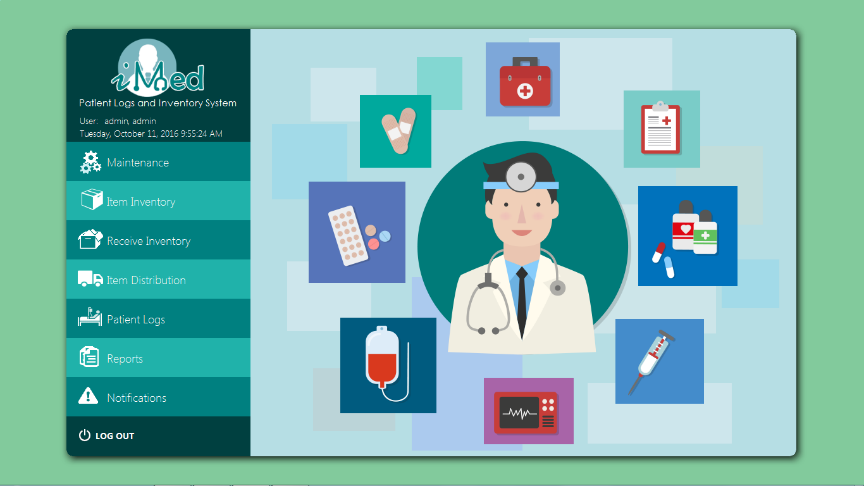 iMed
Patient Logs and Inventory System
User: admin, admin
Tuesday, October 11, 2016 9:55:24 AM
Maintenance
Item Inventory
Receive Inventory
Item Distribution
Patient Logs
Reports
Notifications
LOG OUT